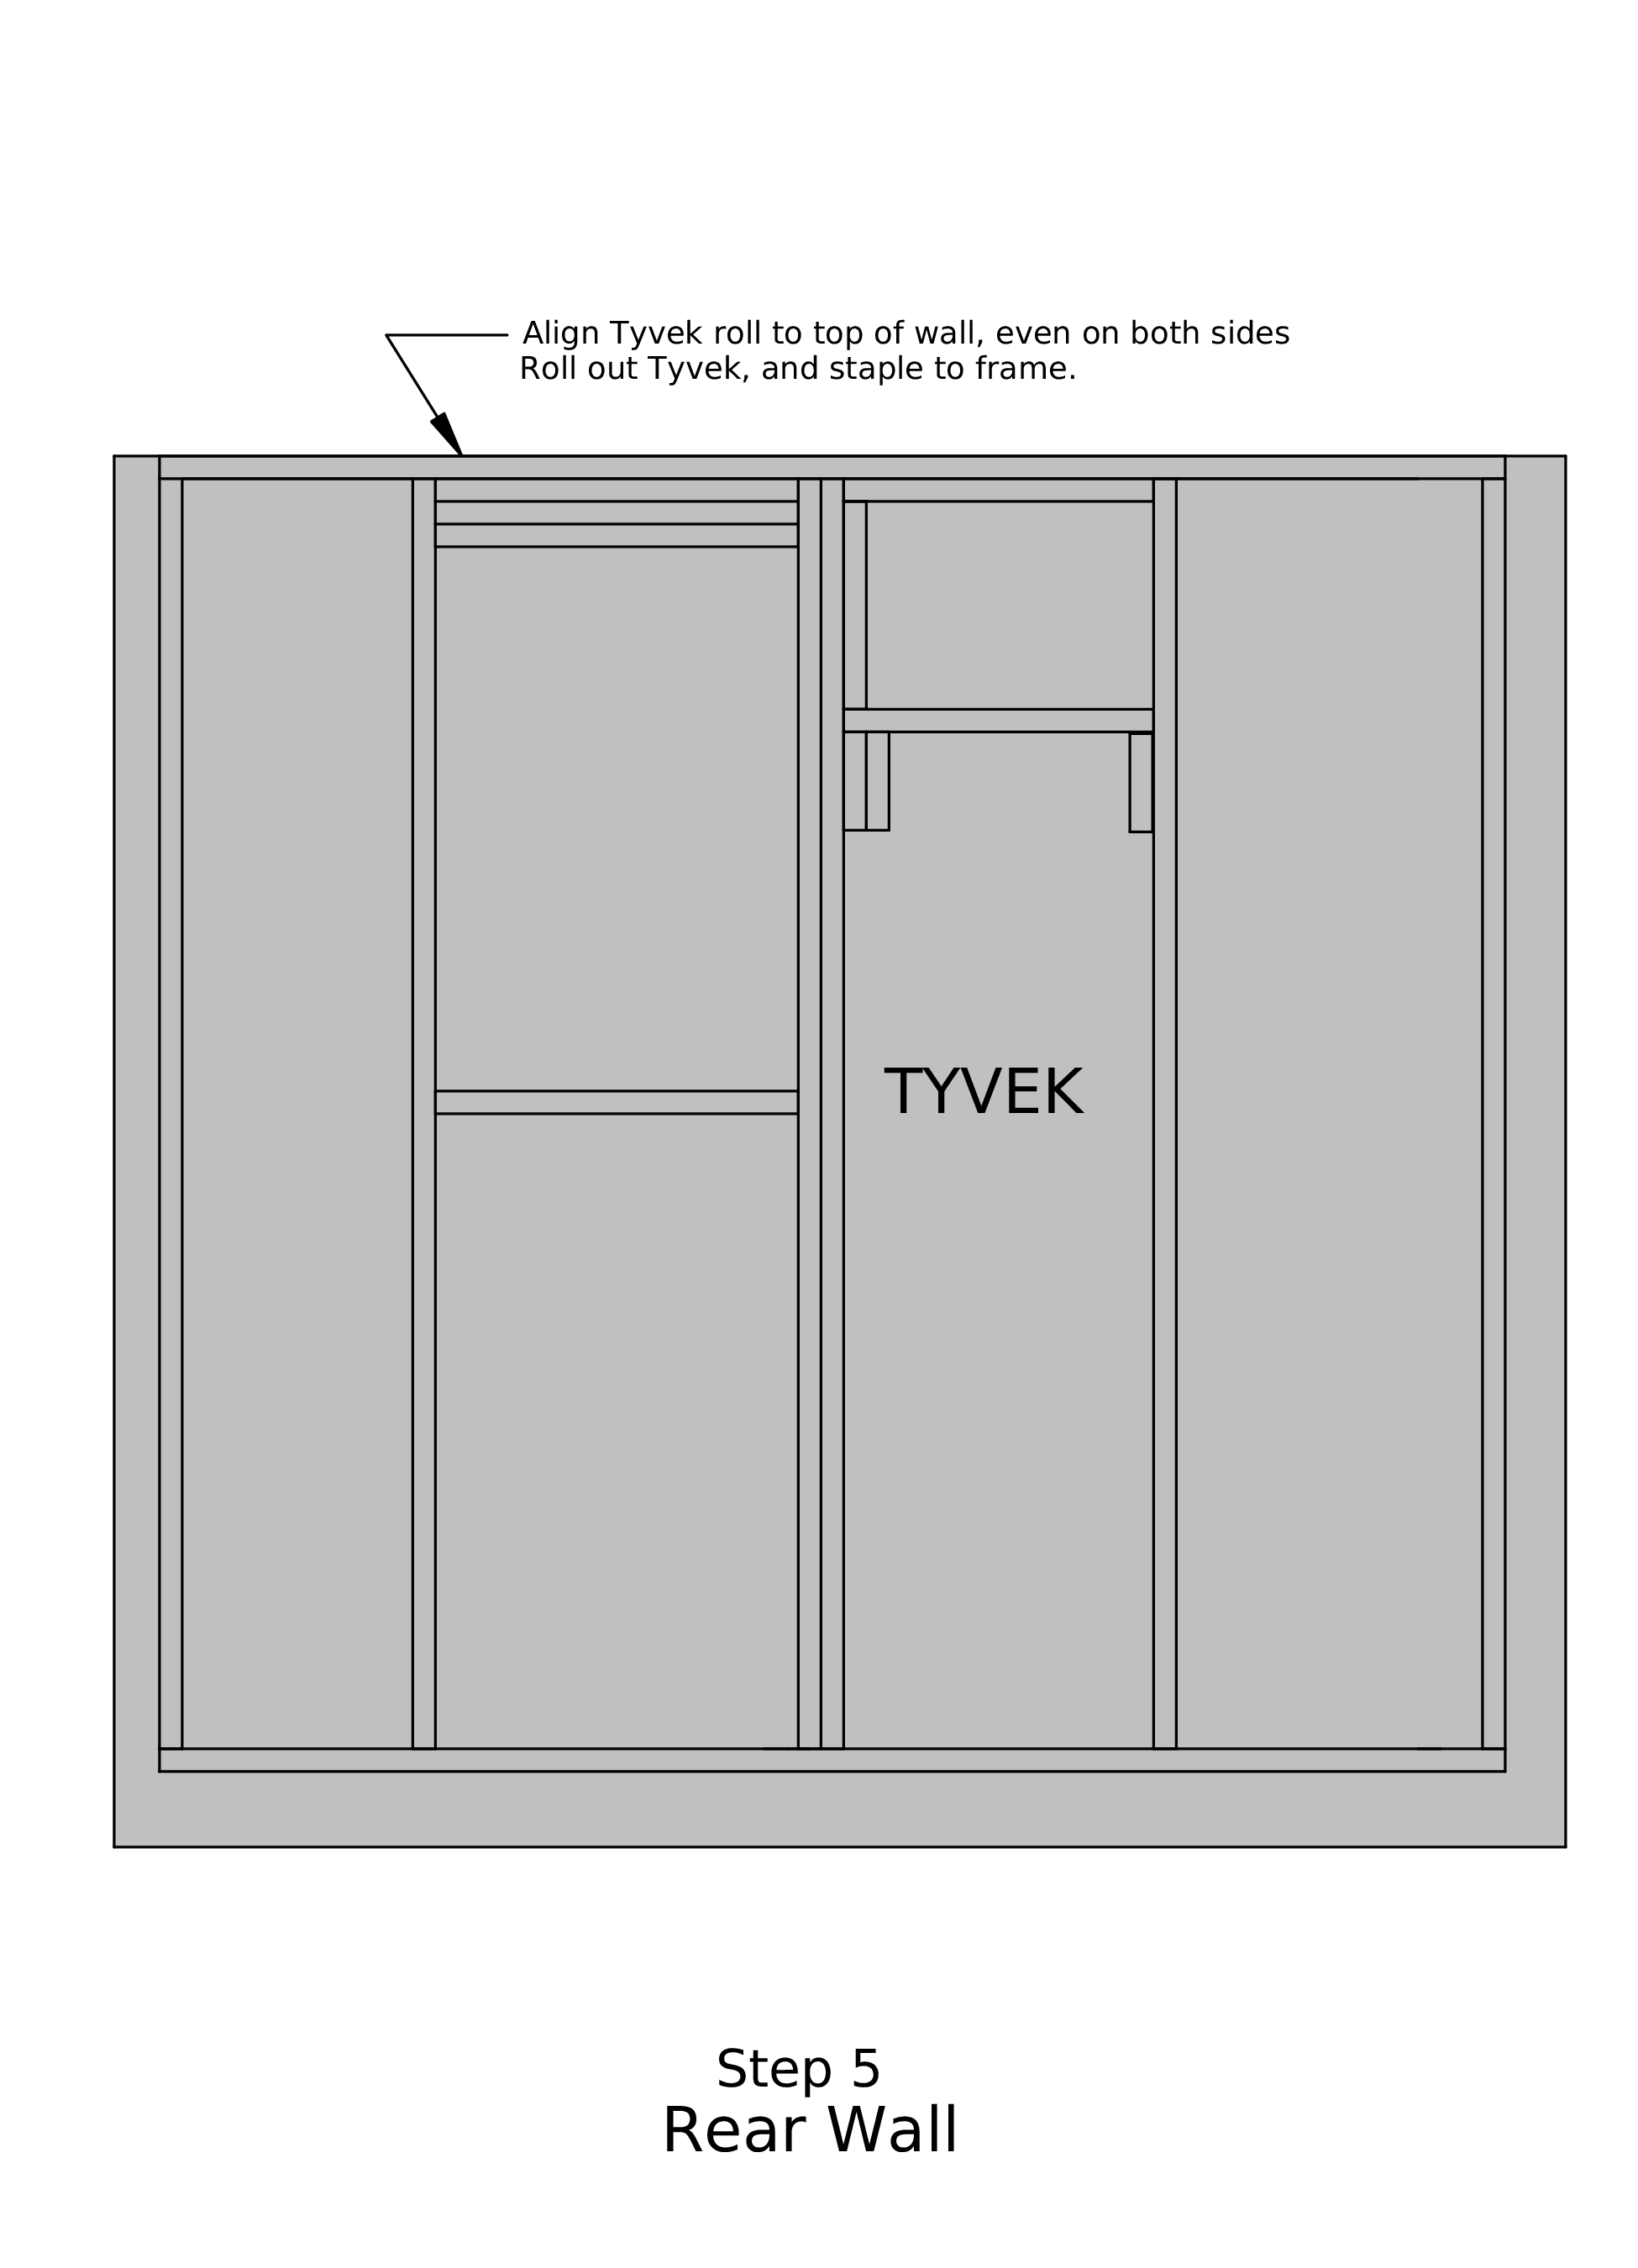 Align Tyvek roll to top of wall, even on both sides
Roll out Tyvek, and staple to frame.
TYVEK
Step 5
Rear Wall